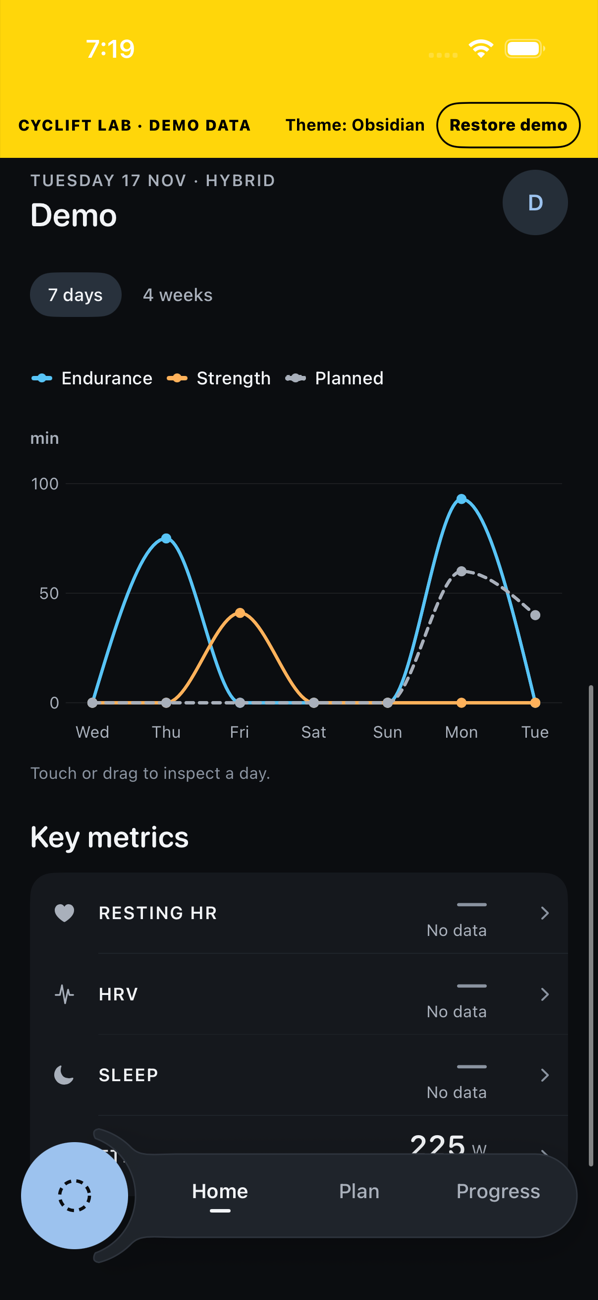 7:19
CYCLIFT LAB · DEMO DATA Theme: Obsidian Restore demo
TUESDAY 17 NOV · HYBRID
Demo
D
7 days 4 weeks
Endurance Strength Planned
min
100
50
0
Wed Thu Fri Sat Sun Mon Tue
Touch or drag to inspect a day.
Key metrics
RESTING HR
No data
HRV
No data
SLEEP
No data
225 W
Home Plan Progress